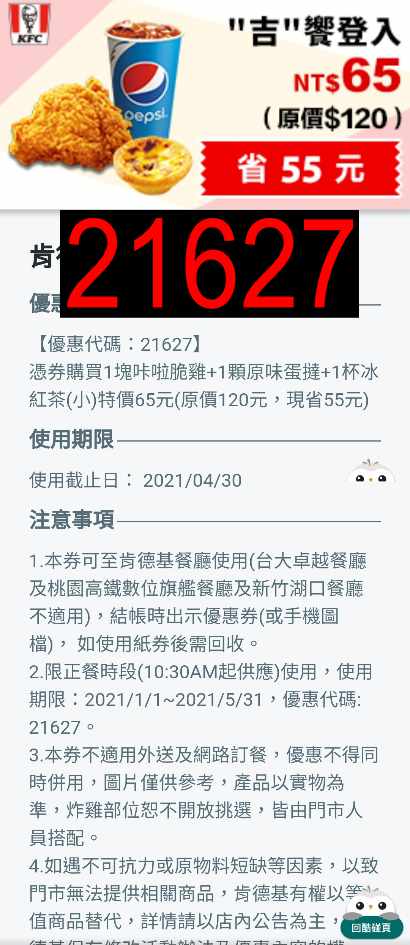 KFC
"吉"饗登入
NT$65
(原價$120)
省 55 元
pepsi
肯
21627
優惠
【優惠代碼：21627】
憑券購買1塊咔啦脆雞+1顆原味蛋撻+1杯冰
紅茶(小)特價65元(原價120元，現省55元)
使用期限
使用截止日： 2021/04/30
注意事項
1.本券可至肯德基餐廳使用(台大卓越餐廳
及桃園高鐵數位旗艦餐廳及新竹湖口餐廳
不適用)，結帳時出示優惠券(或手機圖
檔)， 如使用紙券後需回收。
2.限正餐時段(10:30AM起供應)使用，使用
期限：2021/1/1~2021/5/31，優惠代碼:
21627。
3.本券不適用外送及網路訂餐，優惠不得同
時併用，圖片僅供參考，產品以實物為
準，炸雞部位恕不開放挑選，皆由門市人
員搭配。
4.如遇不可抗力或原物料短缺等因素，以致
門市無法提供相關商品，肯德基有權以等
值商品替代，詳情請以店內公告為主，
回酷碰頁